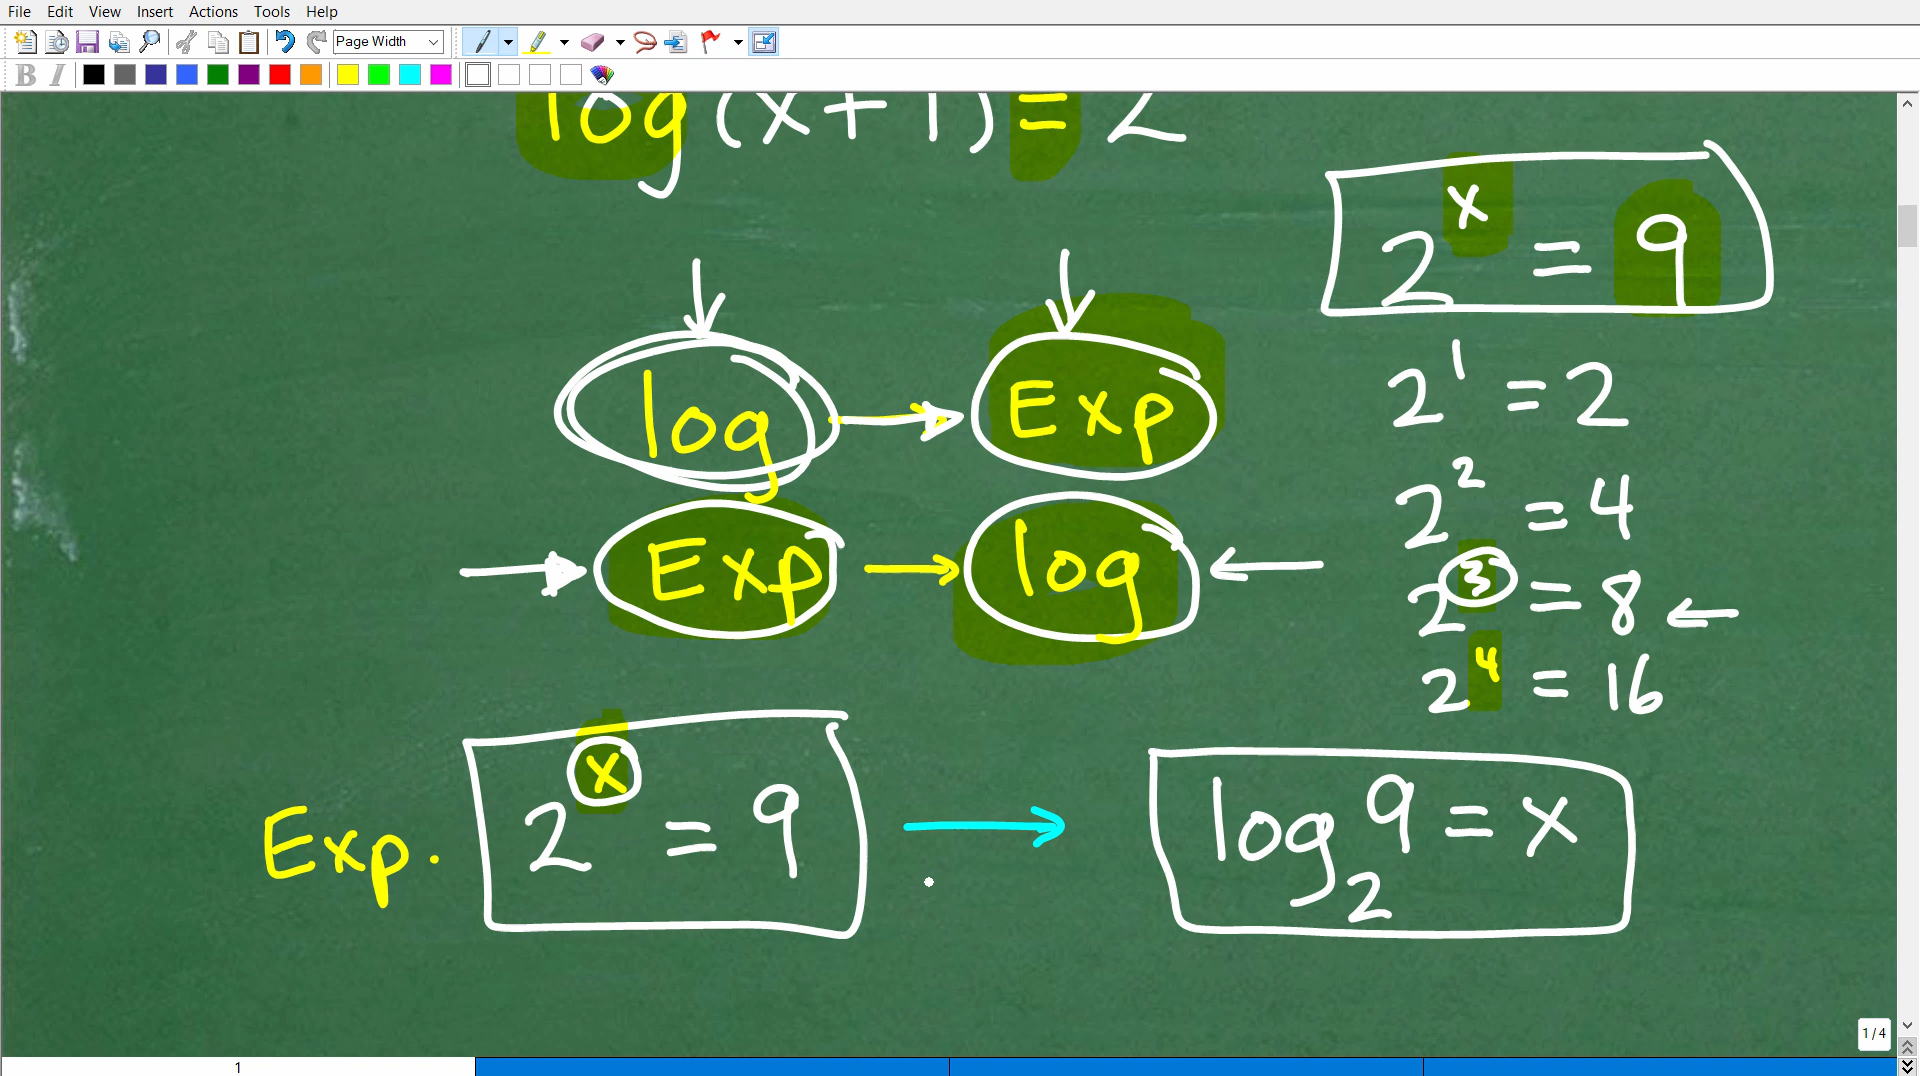 File Edit View Insert Actions Tools Help
Page Width
B I
log (x+1) = 2
2^x = 9
log → Exp
Exp → log
2^1 = 2
2^2 = 4
2^3 = 8 ←
2^4 = 16
Exp. 2^x = 9 → log_2 9 = x
1 / 4
1